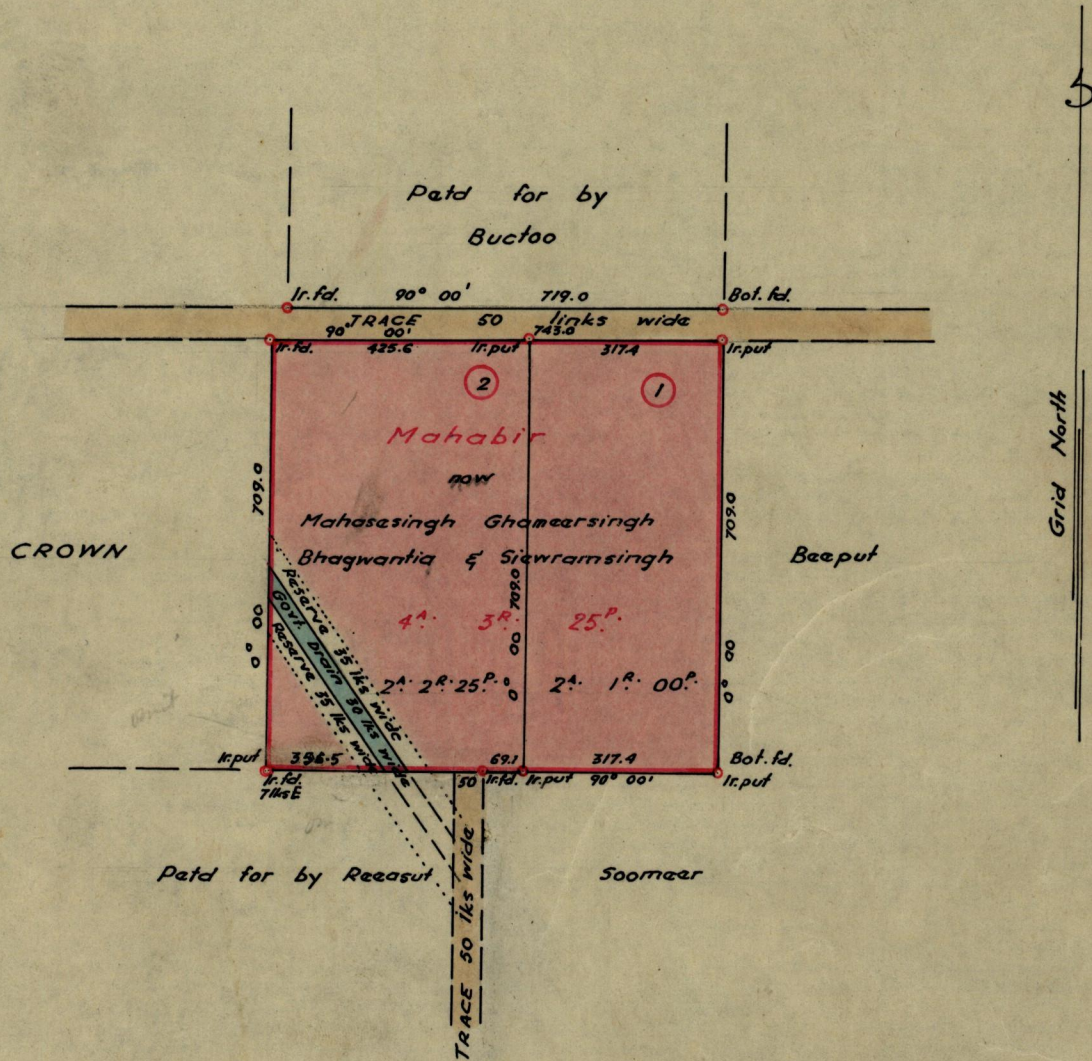 5
Petd for by
Buctoo
Ir. fd. 90° 00' 719.0 Bot. fd.
TRACE 50 links wide
90° 00' 743.0
Ir. fd. 425.6 Ir. put 317.4 Ir. put
2
1
Mahabir
now
Mahasesingh Ghameersingh
Bhagwantia & Siewramsingh
4A. 3R. 25P.
2A. 2R. 25P. 2A. 1R. 00P.
0° 00 709.0
0° 00 709.0
0° 00 709.0
CROWN
Beeput
Grid North
Reserve 35 lks wide
Govt. Drain 30 lks wide
Reserve 35 lks wide
Ir. put 396.5 69.1 317.4 Bot. fd.
Ir. fd. 50 Ir. fd. Ir. put 90° 00' Ir. put
7 lks E
Petd for by Reeasut
Soomeer
TRACE 50 lks wide